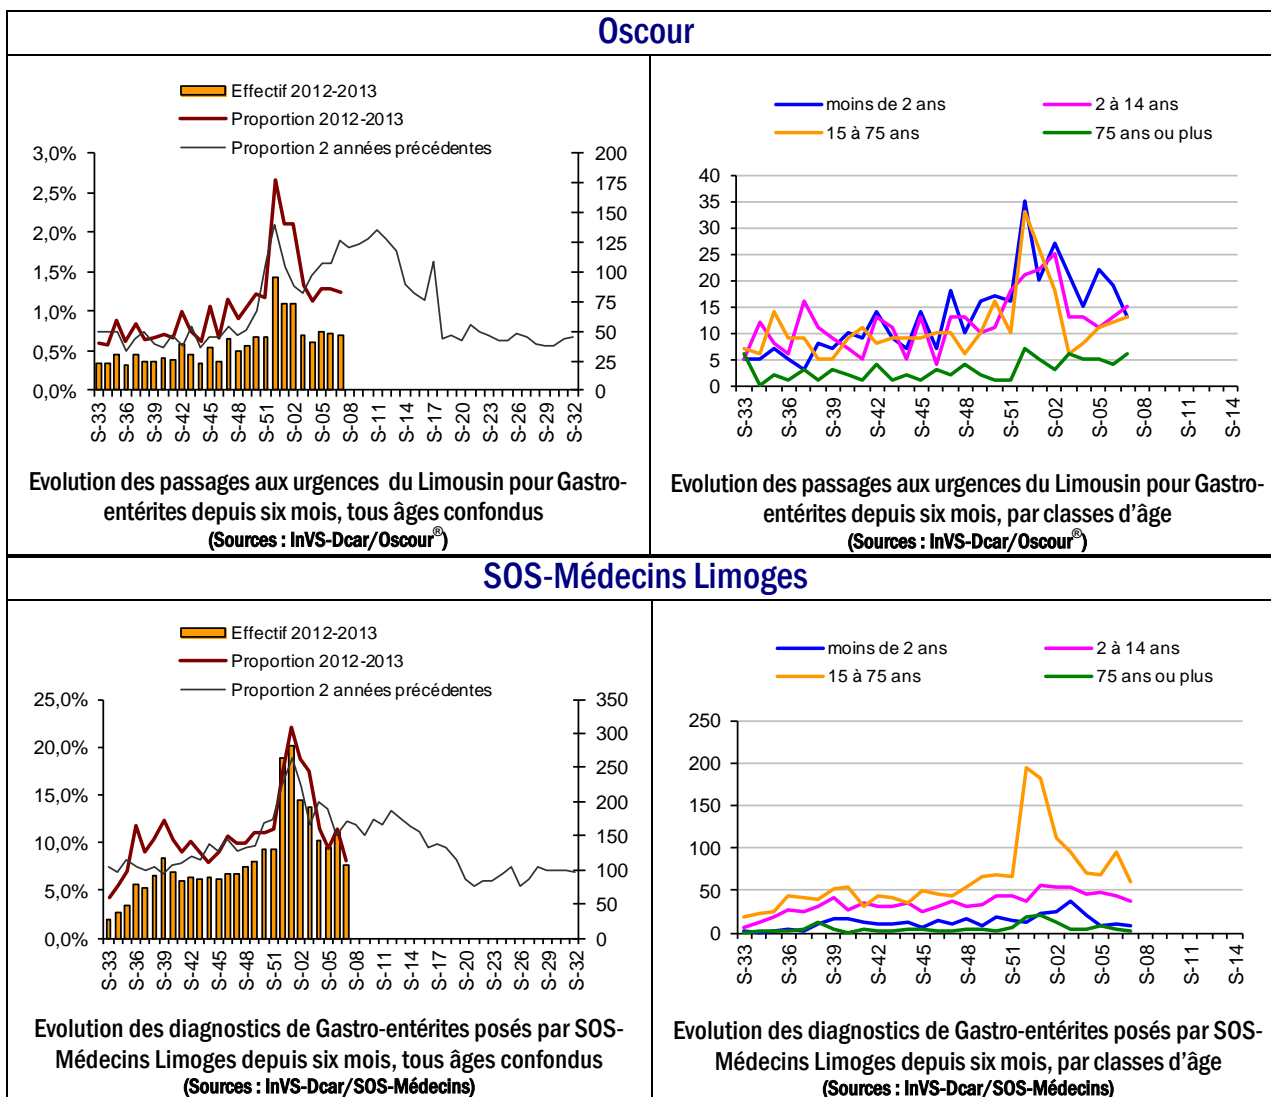 Oscour
Effectif 2012-2013
Proportion 2012-2013
Proportion 2 années précédentes
3,0%
2,5%
2,0%
1,5%
1,0%
0,5%
0,0%
200
175
150
125
100
75
50
25
0
S-33
S-36
S-39
S-42
S-45
S-48
S-51
S-02
S-05
S-08
S-11
S-14
S-17
S-20
S-23
S-26
S-29
S-32
Evolution des passages aux urgences du Limousin pour Gastro-
entérites depuis six mois, tous âges confondus
(Sources : InVS-Dcar/Oscour®)
moins de 2 ans
2 à 14 ans
15 à 75 ans
75 ans ou plus
40
35
30
25
20
15
10
5
0
S-33
S-36
S-39
S-42
S-45
S-48
S-51
S-02
S-05
S-08
S-11
S-14
Evolution des passages aux urgences du Limousin pour Gastro-
entérites depuis six mois, par classes d'âge
(Sources : InVS-Dcar/Oscour®)
SOS-Médecins Limoges
Effectif 2012-2013
Proportion 2012-2013
Proportion 2 années précédentes
25,0%
20,0%
15,0%
10,0%
5,0%
0,0%
350
300
250
200
150
100
50
0
S-33
S-36
S-39
S-42
S-45
S-48
S-51
S-02
S-05
S-08
S-11
S-14
S-17
S-20
S-23
S-26
S-29
S-32
Evolution des diagnostics de Gastro-entérites posés par SOS-
Médecins Limoges depuis six mois, tous âges confondus
(Sources : InVS-Dcar/SOS-Médecins)
moins de 2 ans
2 à 14 ans
15 à 75 ans
75 ans ou plus
250
200
150
100
50
0
S-33
S-36
S-39
S-42
S-45
S-48
S-51
S-02
S-05
S-08
S-11
S-14
Evolution des diagnostics de Gastro-entérites posés par SOS-
Médecins Limoges depuis six mois, par classes d'âge
(Sources : InVS-Dcar/SOS-Médecins)